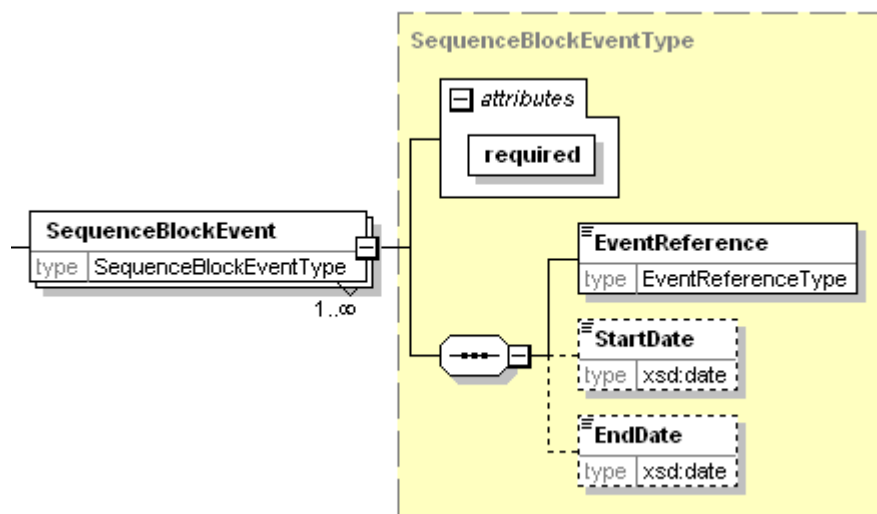 SequenceBlockEventType
attributes
required
SequenceBlockEvent
type SequenceBlockEventType
1..∞
EventReference
type EventReferenceType
StartDate
type xsd:date
EndDate
type xsd:date